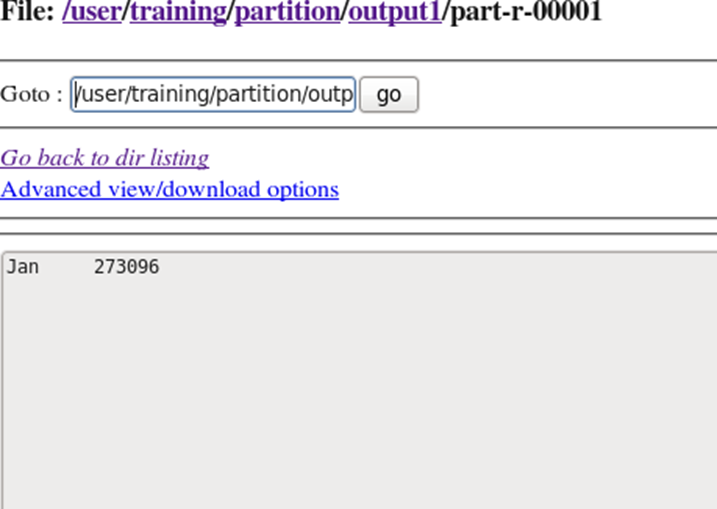 File: /user/training/partition/output1/part-r-00001
Goto : /user/training/partition/outp go
Go back to dir listing
Advanced view/download options
Jan 273096